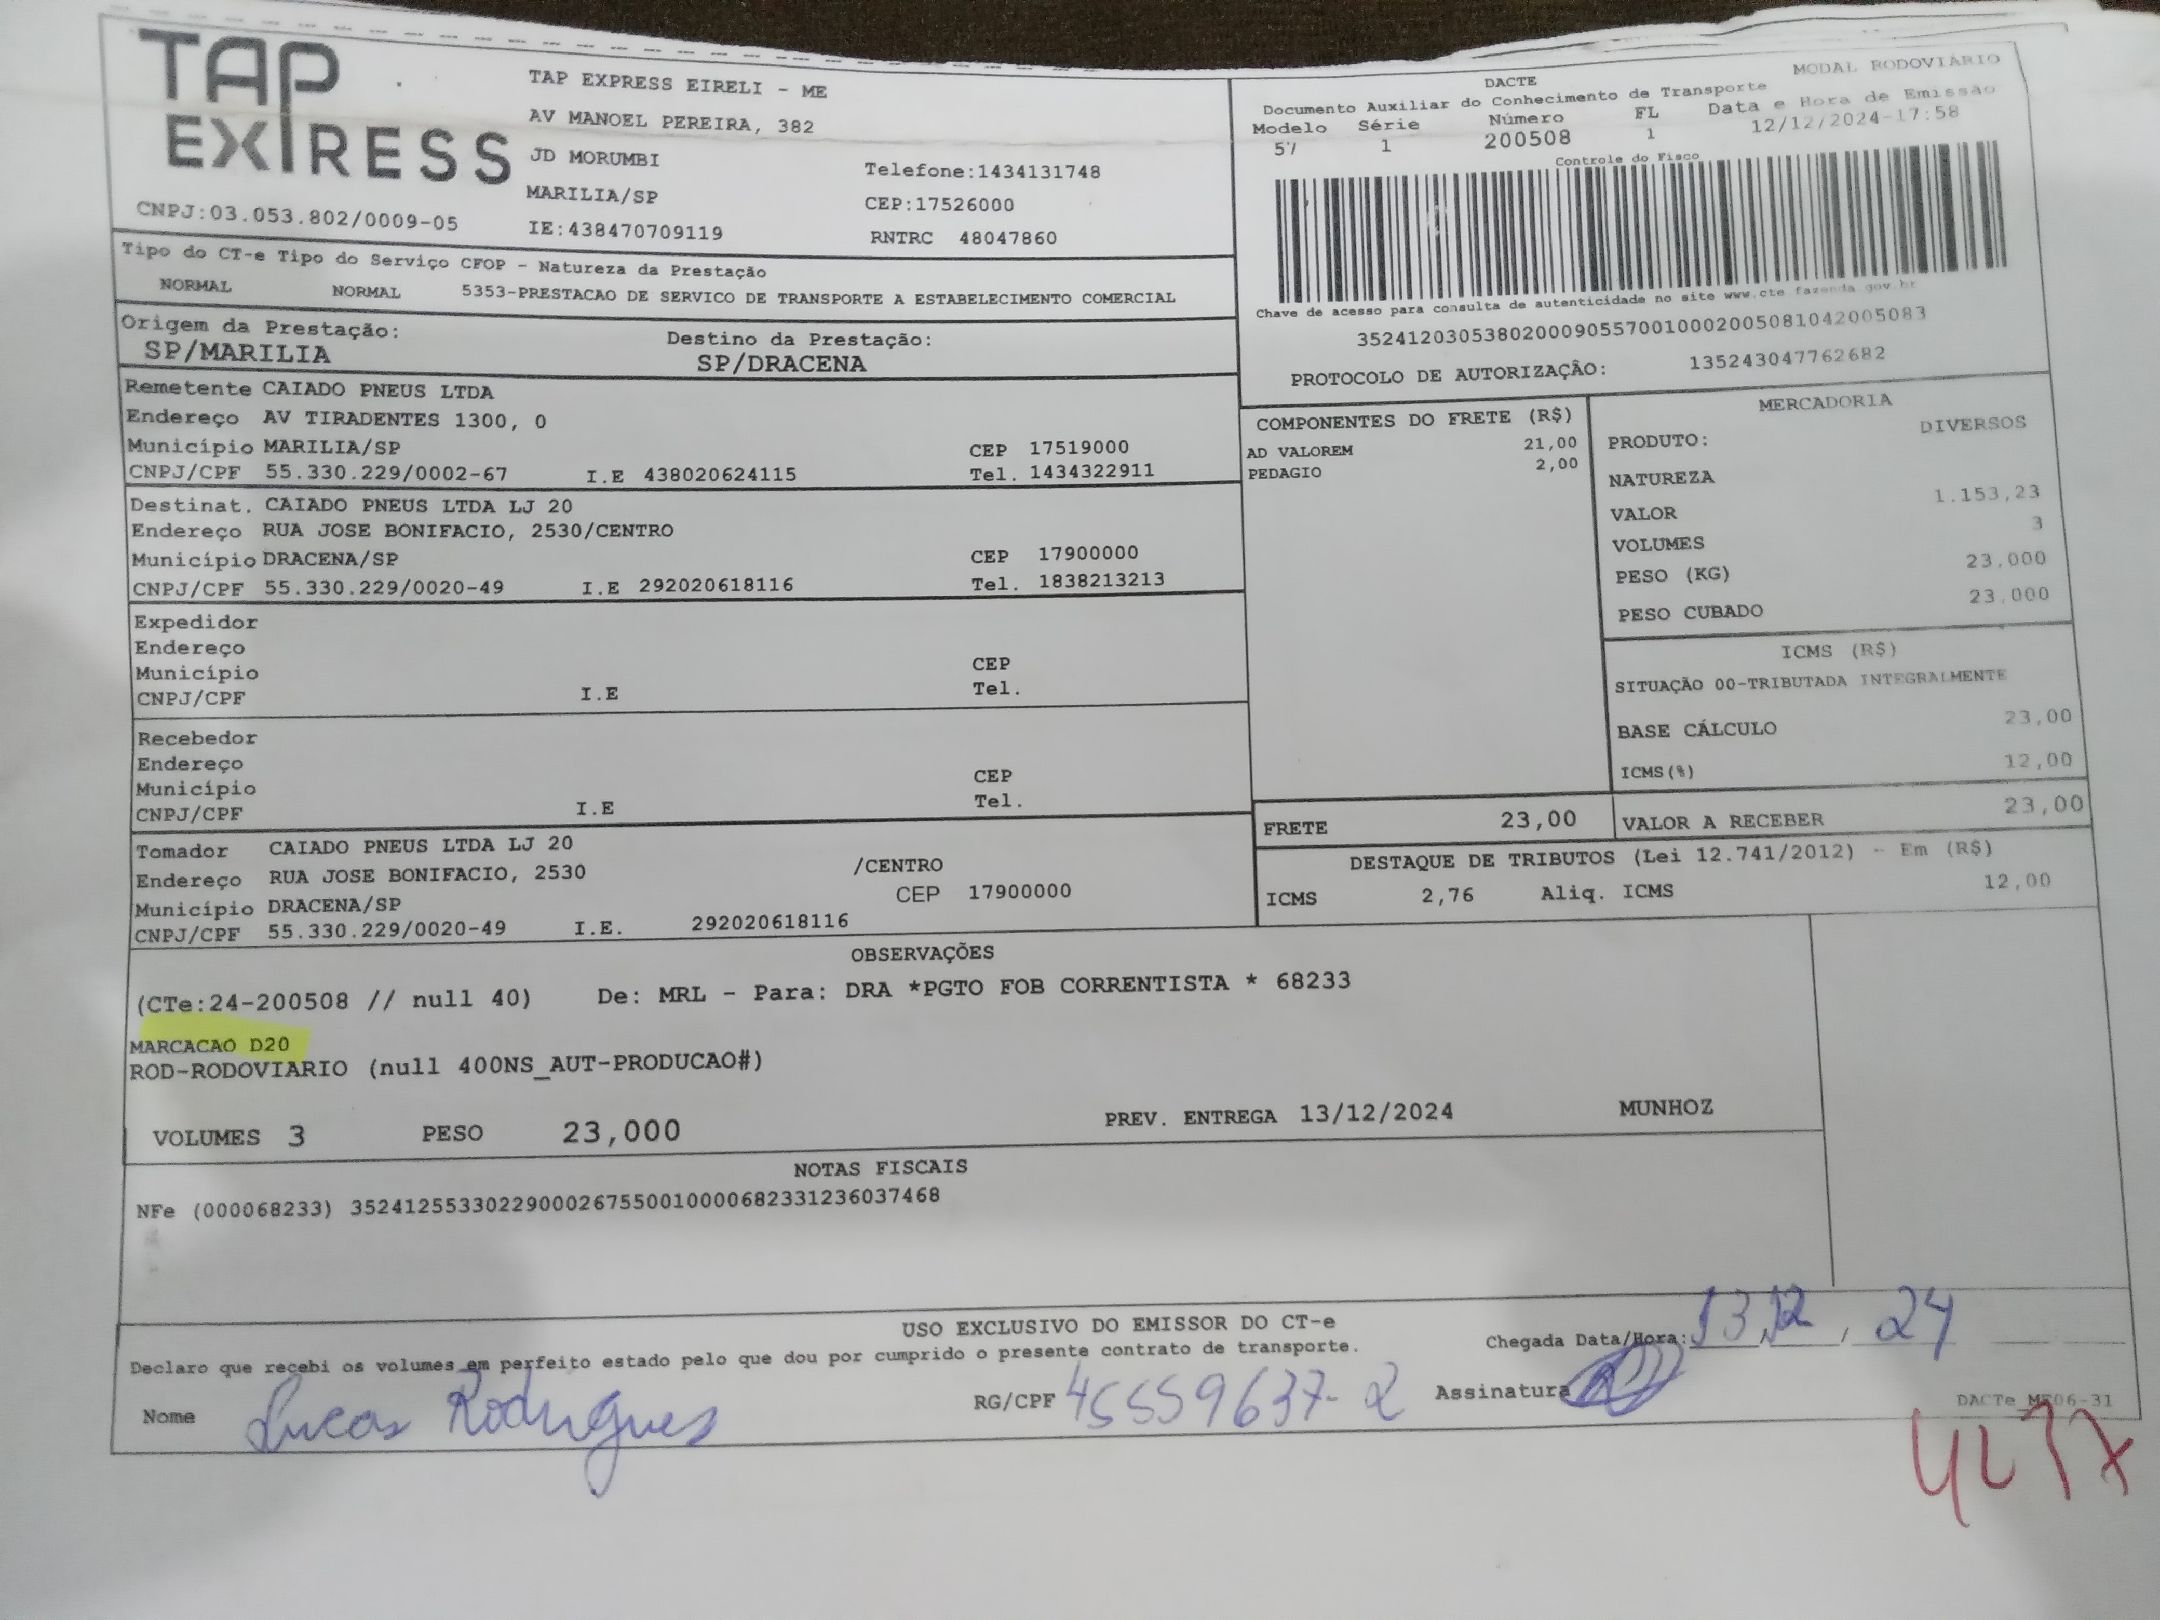 TAP
EXPRESS
TAP EXPRESS EIRELI - ME
AV MANOEL PEREIRA, 382
JD MORUMBI
Telefone:1434131748
MARILIA/SP
CEP:17526000
CNPJ:03.053.802/0009-05
IE:438470709119
RNTRC 48047860
DACTE
MODAL RODOVIÁRIO
Documento Auxiliar do Conhecimento de Transporte
Modelo Série Número FL Data e Hora de Emissão
57 1 200508 1 12/12/2024-17:58
Controle do Fisco
Chave de acesso para consulta de autenticidade no site www.cte fazenda gov.br
35241203053802000905570010002005081042005083
PROTOCOLO DE AUTORIZAÇÃO: 135243047762682
Tipo do CT-e Tipo do Serviço CFOP - Natureza da Prestação
NORMAL NORMAL 5353-PRESTACAO DE SERVICO DE TRANSPORTE A ESTABELECIMENTO COMERCIAL
Origem da Prestação: Destino da Prestação:
SP/MARILIA SP/DRACENA
Remetente CAIADO PNEUS LTDA
Endereço AV TIRADENTES 1300, 0
Município MARILIA/SP CEP 17519000
CNPJ/CPF 55.330.229/0002-67 I.E 438020624115 Tel. 1434322911
Destinat. CAIADO PNEUS LTDA LJ 20
Endereço RUA JOSE BONIFACIO, 2530/CENTRO
Município DRACENA/SP CEP 17900000
CNPJ/CPF 55.330.229/0020-49 I.E 292020618116 Tel. 1838213213
Expedidor
Endereço
Município CEP
CNPJ/CPF I.E Tel.
Recebedor
Endereço
Município CEP
CNPJ/CPF I.E Tel.
Tomador CAIADO PNEUS LTDA LJ 20
Endereço RUA JOSE BONIFACIO, 2530 /CENTRO
Município DRACENA/SP CEP 17900000
CNPJ/CPF 55.330.229/0020-49 I.E. 292020618116
COMPONENTES DO FRETE (R$)
AD VALOREM 21,00
PEDAGIO 2,00
MERCADORIA
PRODUTO: DIVERSOS
NATUREZA
VALOR 1.153,23
VOLUMES 3
PESO (KG) 23,000
PESO CUBADO 23,000
ICMS (R$)
SITUAÇÃO 00-TRIBUTADA INTEGRALMENTE
BASE CÁLCULO 23,00
ICMS(%) 12,00
FRETE 23,00 VALOR A RECEBER 23,00
DESTAQUE DE TRIBUTOS (Lei 12.741/2012) - Em (R$)
ICMS 2,76 Aliq. ICMS 12,00
OBSERVAÇÕES
(CTe:24-200508 // null 40) De: MRL - Para: DRA *PGTO FOB CORRENTISTA * 68233
MARCACAO D20
ROD-RODOVIARIO (null 400NS_AUT-PRODUCAO#)
VOLUMES 3 PESO 23,000 PREV. ENTREGA 13/12/2024 MUNHOZ
NOTAS FISCAIS
NFe (000068233) 35241255330229000267550010000682331236037468
USO EXCLUSIVO DO EMISSOR DO CT-e
Declaro que recebi os volumes em perfeito estado pelo que dou por cumprido o presente contrato de transporte.
Chegada Data/Hora: 13/12/24
Nome Lucas Rodrigues RG/CPF 45559637-2 Assinatura
DACTe_MF06-31